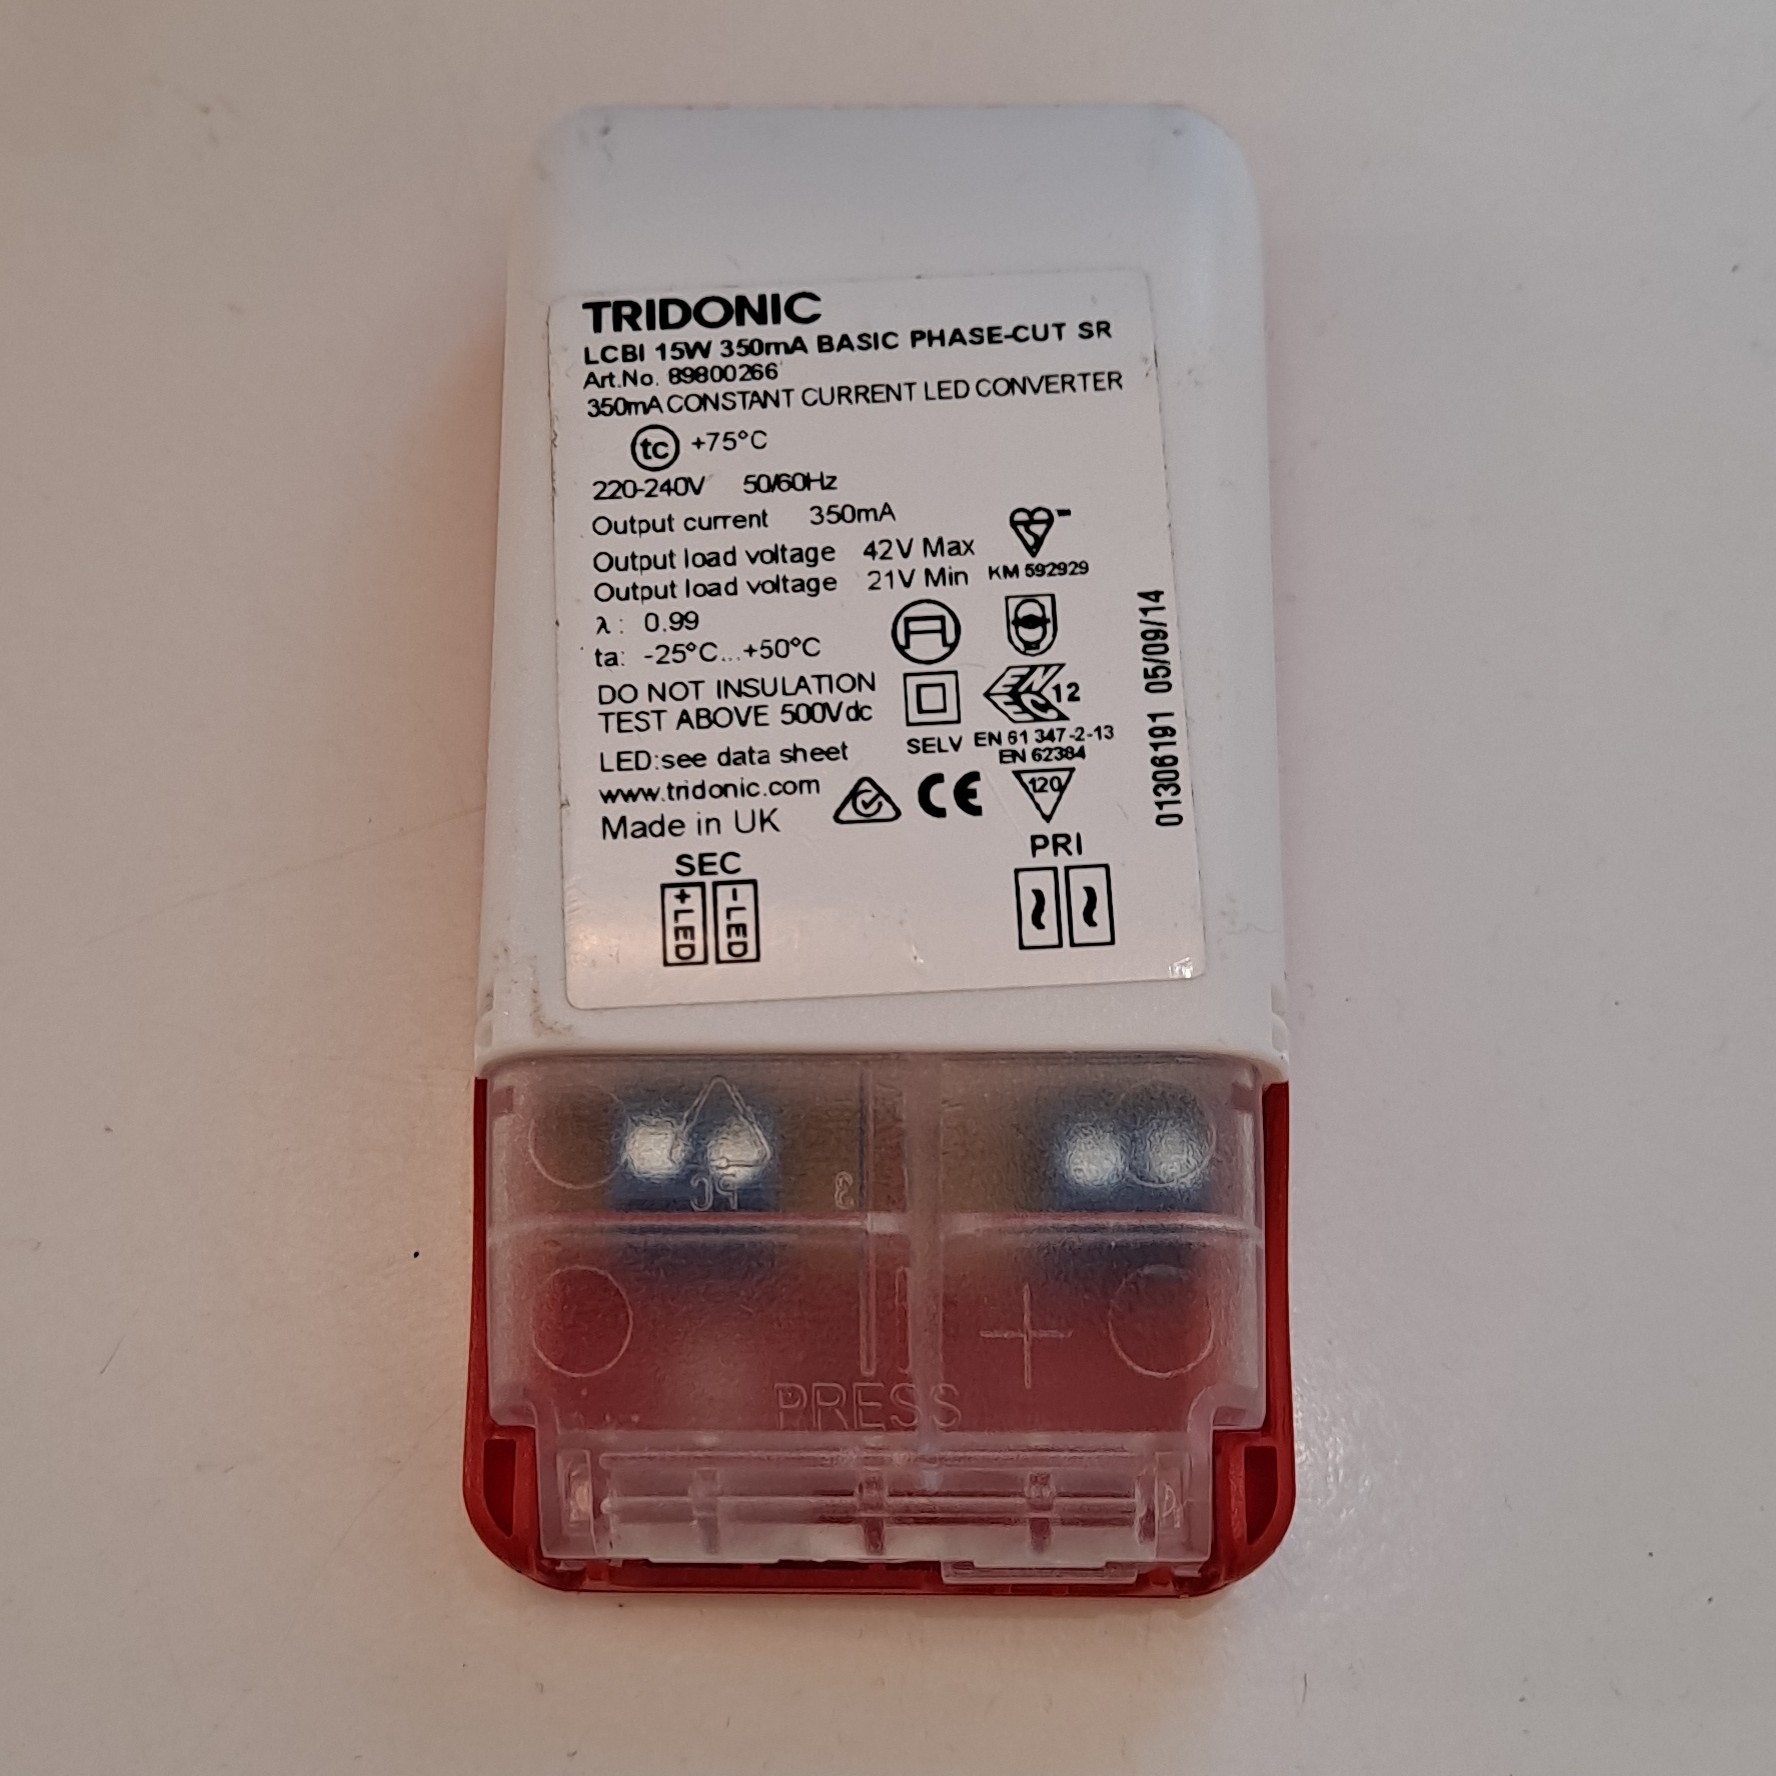 TRIDONIC
LCBI 15W 350mA BASIC PHASE-CUT SR
Art.No. 89800266
350mA CONSTANT CURRENT LED CONVERTER
tc +75°C
220-240V 50/60Hz
Output current 350mA
Output load voltage 42V Max
Output load voltage 21V Min
KM 592929
λ: 0.99
ta: -25°C...+50°C
DO NOT INSULATION
TEST ABOVE 500Vdc
ENEC 12
SELV
EN 61 347-2-13
EN 62384
LED:see data sheet
www.tridonic.com
CE
120
Made in UK
01306191 05/09/14
SEC
+LED
-LED
PRI
~ ~
PC
PRESS